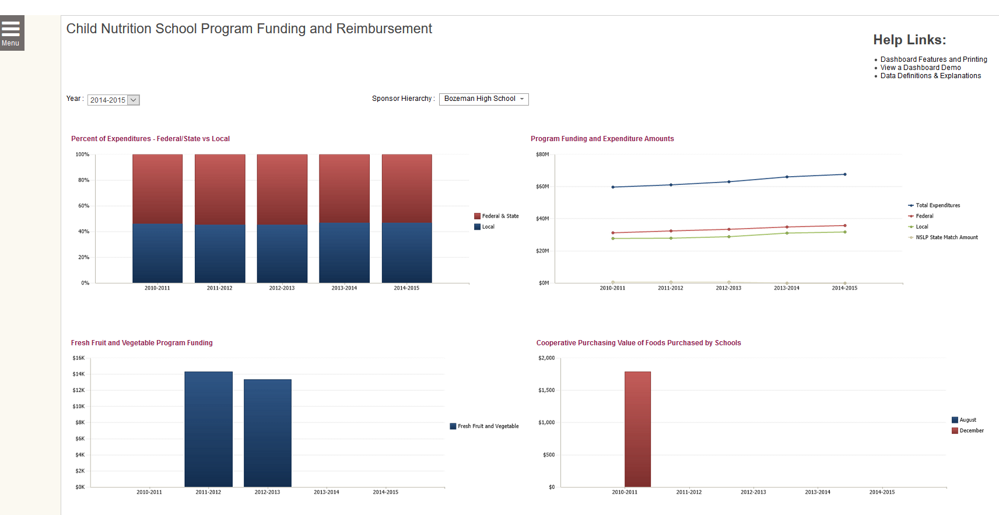 Menu
Child Nutrition School Program Funding and Reimbursement
Help Links:
Dashboard Features and Printing
View a Dashboard Demo
Data Definitions & Explanations
Year : 2014-2015
Sponsor Hierarchy : Bozeman High School
Percent of Expenditures - Federal/State vs Local
100%
80%
60%
40%
20%
0%
2010-2011 2011-2012 2012-2013 2013-2014 2014-2015
Federal & State
Local
Program Funding and Expenditure Amounts
$80M
$60M
$40M
$20M
$0M
2010-2011 2011-2012 2012-2013 2013-2014 2014-2015
Total Expenditures
Federal
Local
NSLP State Match Amount
Fresh Fruit and Vegetable Program Funding
$16K
$14K
$12K
$10K
$8K
$6K
$4K
$2K
$0K
2010-2011 2011-2012 2012-2013 2013-2014 2014-2015
Fresh Fruit and Vegetable
Cooperative Purchasing Value of Foods Purchased by Schools
$2,000
$1,500
$1,000
$500
$0
2010-2011 2011-2012 2012-2013 2013-2014 2014-2015
August
December